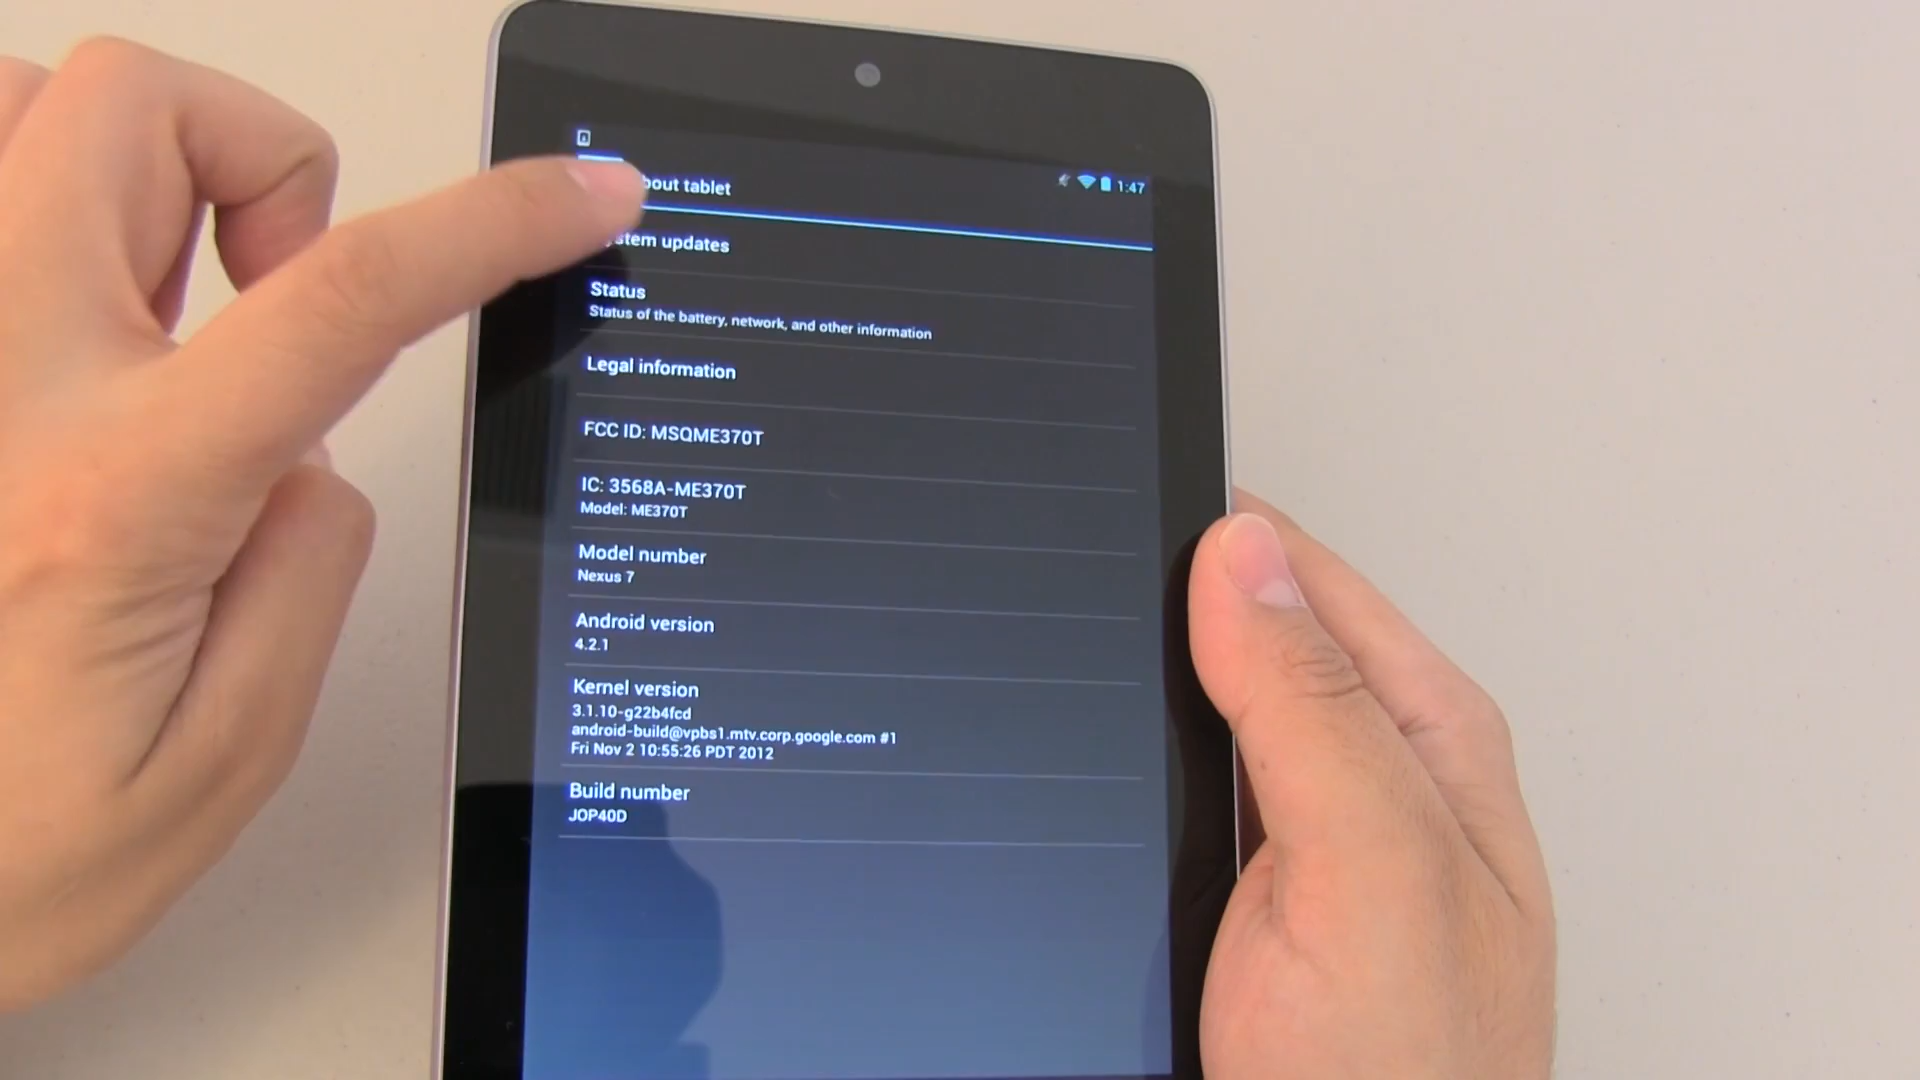 bout tablet
1:47
stem updates
Status
Status of the battery, network, and other information
Legal information
FCC ID: MSQME370T
IC: 3568A-ME370T
Model: ME370T
Model number
Nexus 7
Android version
4.2.1
Kernel version
3.1.10-g22b4fcd
android-build@vpbs1.mtv.corp.google.com #1
Fri Nov 2 10:55:26 PDT 2012
Build number
JOP40D